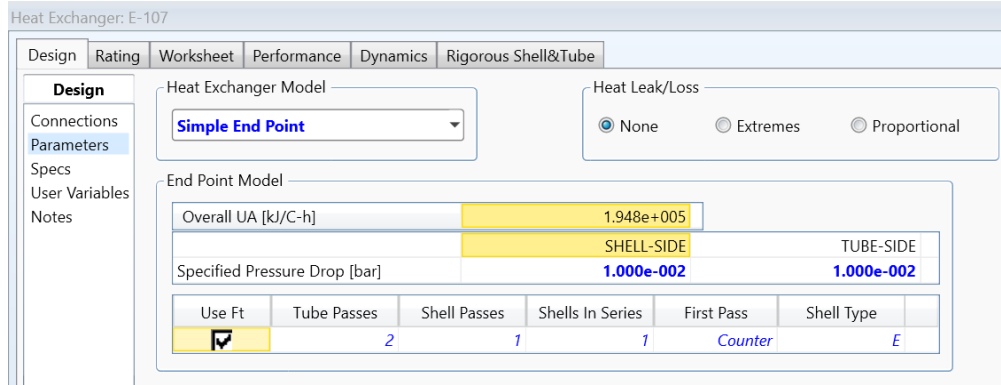 Heat Exchanger: E-107
Design Rating Worksheet Performance Dynamics Rigorous Shell&Tube
Design
Connections
Parameters
Specs
User Variables
Notes
Heat Exchanger Model
Simple End Point
Heat Leak/Loss
None Extremes Proportional
End Point Model
Overall UA [kJ/C-h] 1.948e+005
SHELL-SIDE TUBE-SIDE
Specified Pressure Drop [bar] 1.000e-002 1.000e-002
Use Ft Tube Passes Shell Passes Shells In Series First Pass Shell Type
2 1 1 Counter E